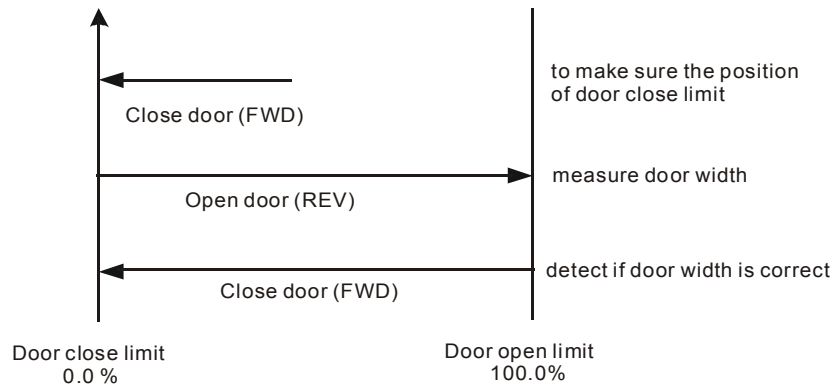 to make sure the position
of door close limit
Close door (FWD)
measure door width
Open door (REV)
detect if door width is correct
Close door (FWD)
Door close limit
0.0 %
Door open limit
100.0%